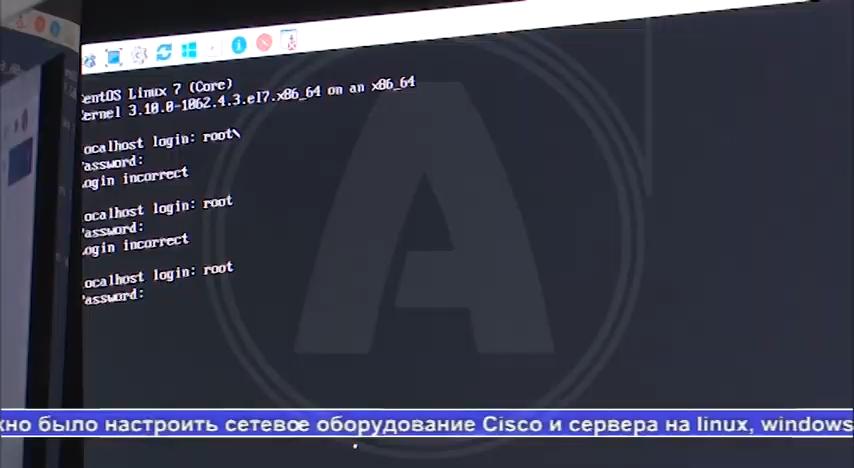 entOS Linux 7 (Core)
ernel 3.10.0-1062.4.3.el7.x86_64 on an x86_64
ocalhost login: root\
assword:
ogin incorrect
ocalhost login: root
assword:
ogin incorrect
ocalhost login: root
assword:
жно было настроить сетевое оборудование Cisco и сервера на linux, windows